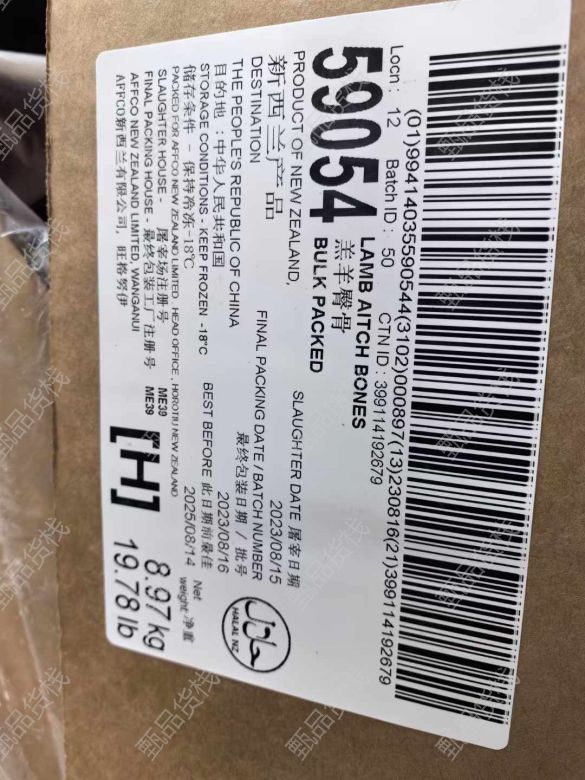 (01)99414035590544(3102)000897(13)230816(21)399114192679
Locn: 12 Batch ID: 50 CTN ID: 399114192679
59054
LAMB AITCH BONES
羔羊臀骨
BULK PACKED
PRODUCT OF NEW ZEALAND,
新西兰产品
SLAUGHTER DATE 屠宰日期
2023/08/15
DESTINATION
THE PEOPLE'S REPUBLIC OF CHINA
目的地：中华人民共和国
FINAL PACKING DATE / BATCH NUMBER
最终包装日期 / 批号
2023/08/16
STORAGE CONDITIONS - KEEP FROZEN -18°C
储存条件 - 保持冷冻-18°C
BEST BEFORE 此日期前最佳
2025/08/14
PACKED FOR AFFCO NEW ZEALAND LIMITED. HEAD OFFICE, HOROTIU NEW ZEALAND
SLAUGHTER HOUSE - 屠宰场注册号 ME39
FINAL PACKING HOUSE - 最终包装工厂注册号 ME39
AFFCO NEW ZEALAND LIMITED, WANGANUI
AFFCO新西兰有限公司, 旺格努伊
[H]
Net weight 净重
8.97kg
19.78lb
HALAL NZ
甄品货栈